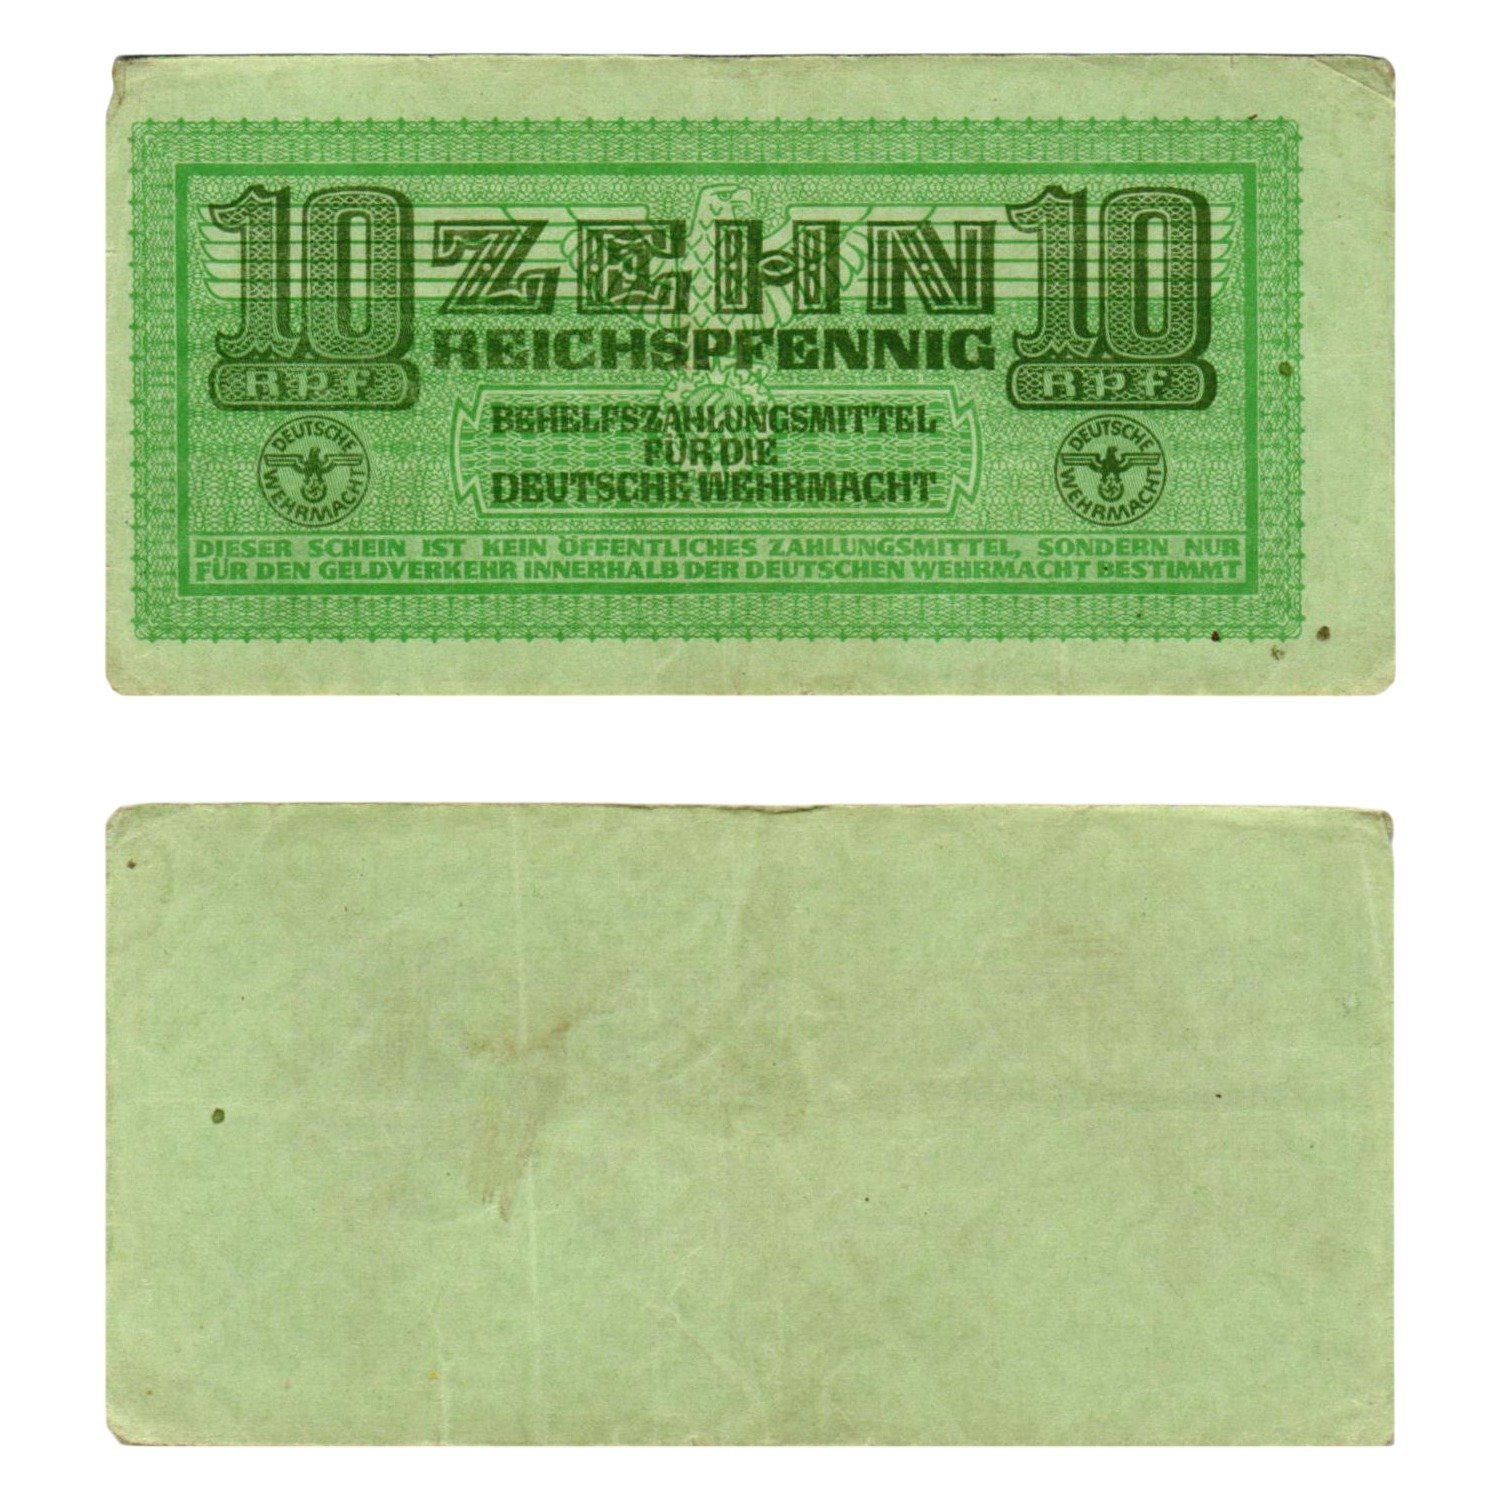 10 ZEHN 10
REICHSPFENNIG
Rpf Rpf
BEHELFSZAHLUNGSMITTEL
FÜR DIE
DEUTSCHE WEHRMACHT
DEUTSCHE WEHRMACHT
DEUTSCHE WEHRMACHT
DIESER SCHEIN IST KEIN ÖFFENTLICHES ZAHLUNGSMITTEL, SONDERN NUR
FÜR DEN GELDVERKEHR INNERHALB DER DEUTSCHEN WEHRMACHT BESTIMMT